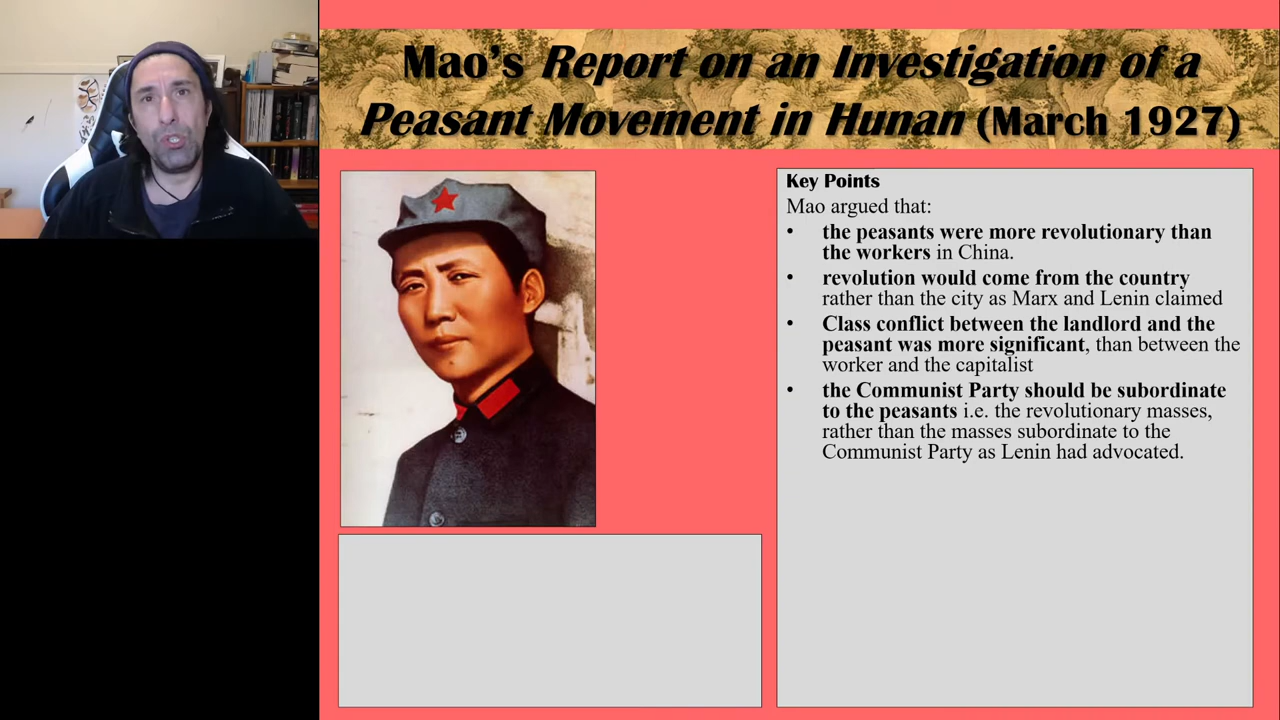 Mao's Report on an Investigation of a
Peasant Movement in Hunan (March 1927)
Key Points
Mao argued that:
• the peasants were more revolutionary than
the workers in China.
• revolution would come from the country
rather than the city as Marx and Lenin claimed
• Class conflict between the landlord and the
peasant was more significant, than between the
worker and the capitalist
• the Communist Party should be subordinate
to the peasants i.e. the revolutionary masses,
rather than the masses subordinate to the
Communist Party as Lenin had advocated.